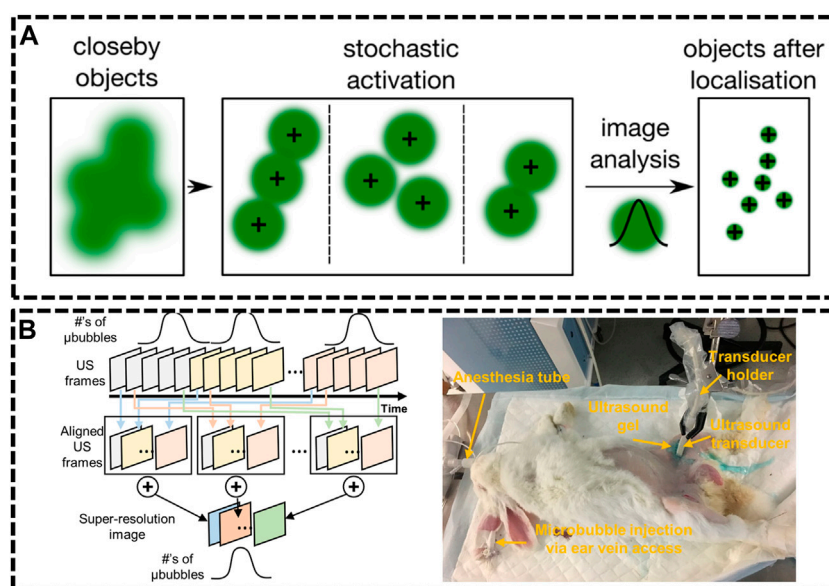 A
closeby
objects
stochastic
activation
image
analysis
objects after
localisation
B
#'s of
μbubbles
US
frames
...
Time
Aligned
US
frames
...
...
...
Super-resolution
image
...
#'s of
μbubbles
Anesthesia tube
Transducer
holder
Ultrasound
gel
Ultrasound
transducer
Microbubble injection
via ear vein access